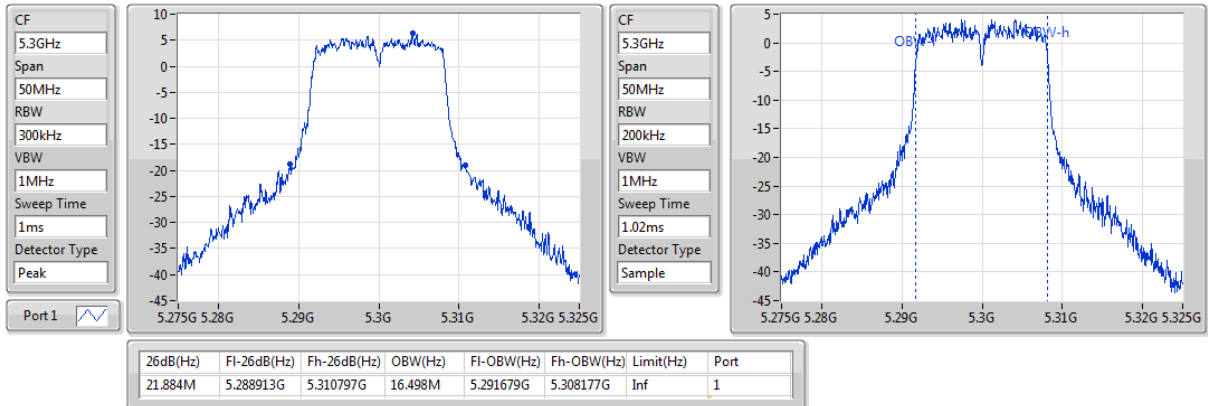 CF
5.3GHz
Span
50MHz
RBW
300kHz
VBW
1MHz
Sweep Time
1ms
Detector Type
Peak
Port 1
10
5
0
-5
-10
-15
-20
-25
-30
-35
-40
-45
5.275G 5.28G 5.29G 5.3G 5.31G 5.32G 5.325G
CF
5.3GHz
Span
50MHz
RBW
200kHz
VBW
1MHz
Sweep Time
1.02ms
Detector Type
Sample
5
0
-5
-10
-15
-20
-25
-30
-35
-40
-45
5.275G 5.28G 5.29G 5.3G 5.31G 5.32G 5.325G
26dB(Hz) Fl-26dB(Hz) Fh-26dB(Hz) OBW(Hz) Fl-OBW(Hz) Fh-OBW(Hz) Limit(Hz) Port
21.884M 5.288913G 5.310797G 16.498M 5.291679G 5.308177G Inf 1